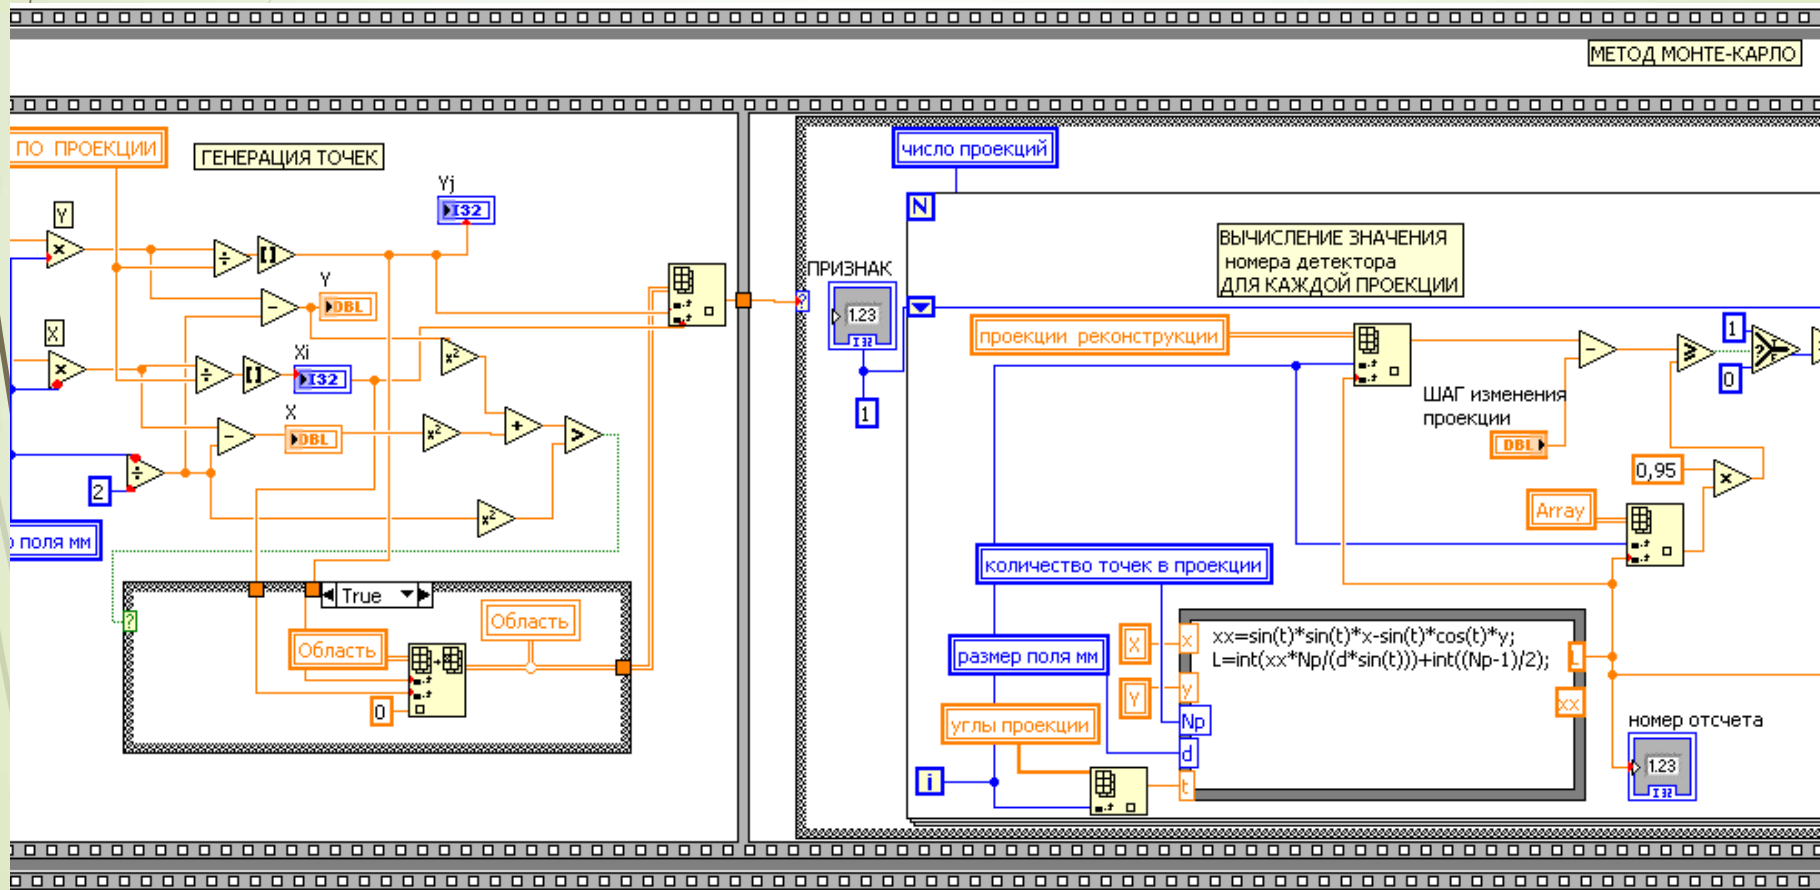 МЕТОД МОНТЕ-КАРЛО
ПО ПРОЕКЦИИ
ГЕНЕРАЦИЯ ТОЧЕК
Y
Yj
I32
Y
DBL
X
Xi
I32
X
DBL
2
поля мм
True
Область
Область
0
число проекций
N
ПРИЗНАК
1.23
I32
1
ВЫЧИСЛЕНИЕ ЗНАЧЕНИЯ
номера детектора
ДЛЯ КАЖДОЙ ПРОЕКЦИИ
проекции реконструкции
1
0
ШАГ изменения
проекции
DBL
0,95
Array
количество точек в проекции
размер поля мм
X
Y
углы проекции
i
x
y
Np
d
t
xx=sin(t)*sin(t)*x-sin(t)*cos(t)*y;
L=int(xx*Np/(d*sin(t)))+int((Np-1)/2);
L
xx
номер отсчета
1.23
I32